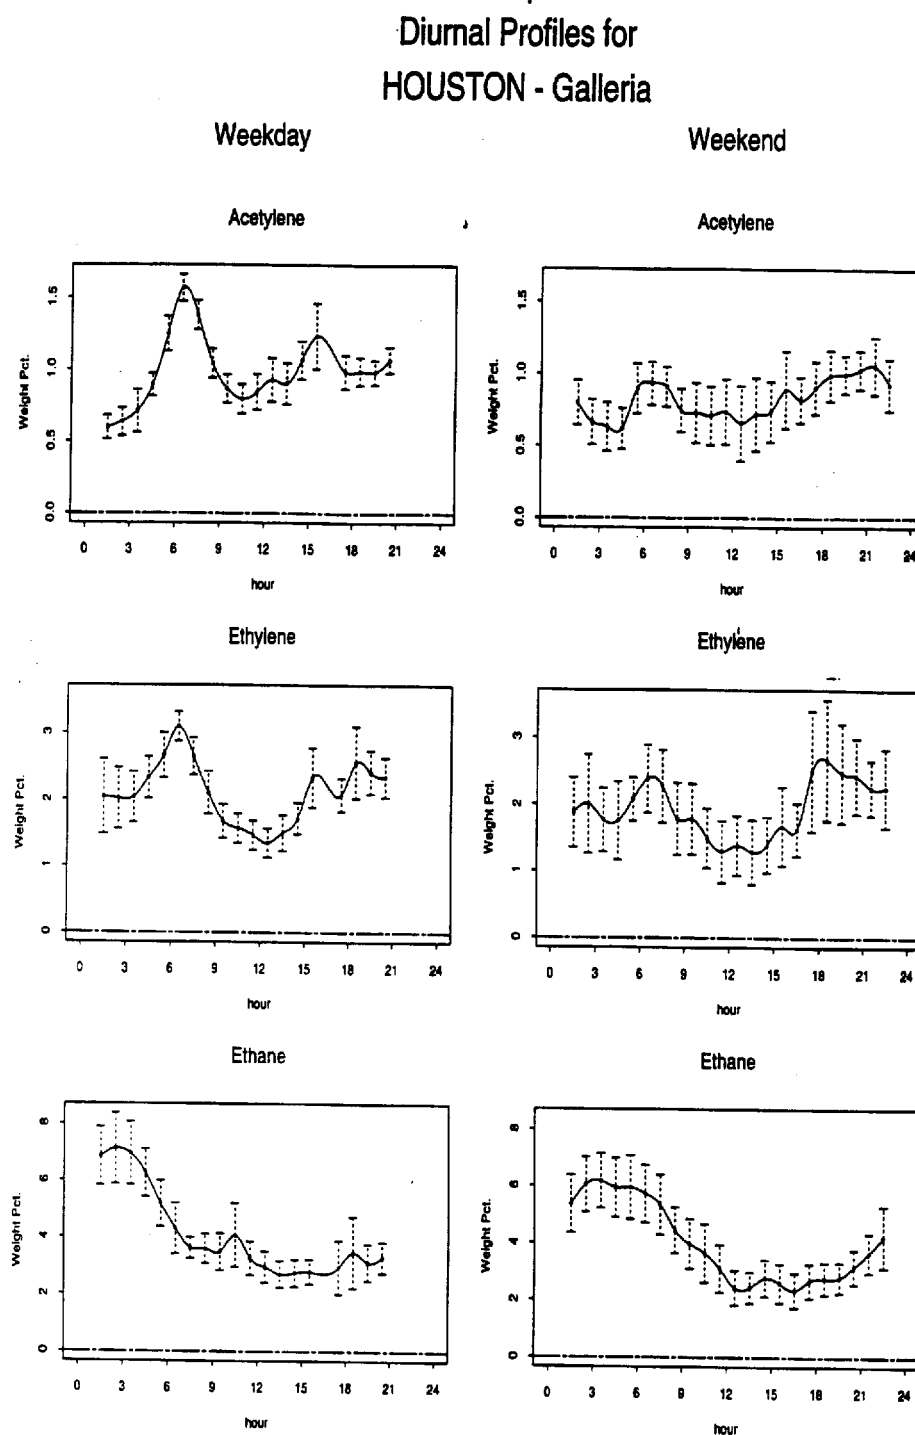 Diurnal Profiles for
HOUSTON - Galleria
Weekday
Weekend
Acetylene
Acetylene
Weight Pct.
0.0 0.5 1.0 1.5
0 3 6 9 12 15 18 21 24
hour
Weight Pct.
0.0 0.5 1.0 1.5
0 3 6 9 12 15 18 21 24
hour
Ethylene
Ethylene
Weight Pct.
0 1 2 3
0 3 6 9 12 15 18 21 24
hour
Weight Pct.
0 1 2 3
0 3 6 9 12 15 18 21 24
hour
Ethane
Ethane
Weight Pct.
0 2 4 6 8
0 3 6 9 12 15 18 21 24
hour
Weight Pct.
0 2 4 6 8
0 3 6 9 12 15 18 21 24
hour